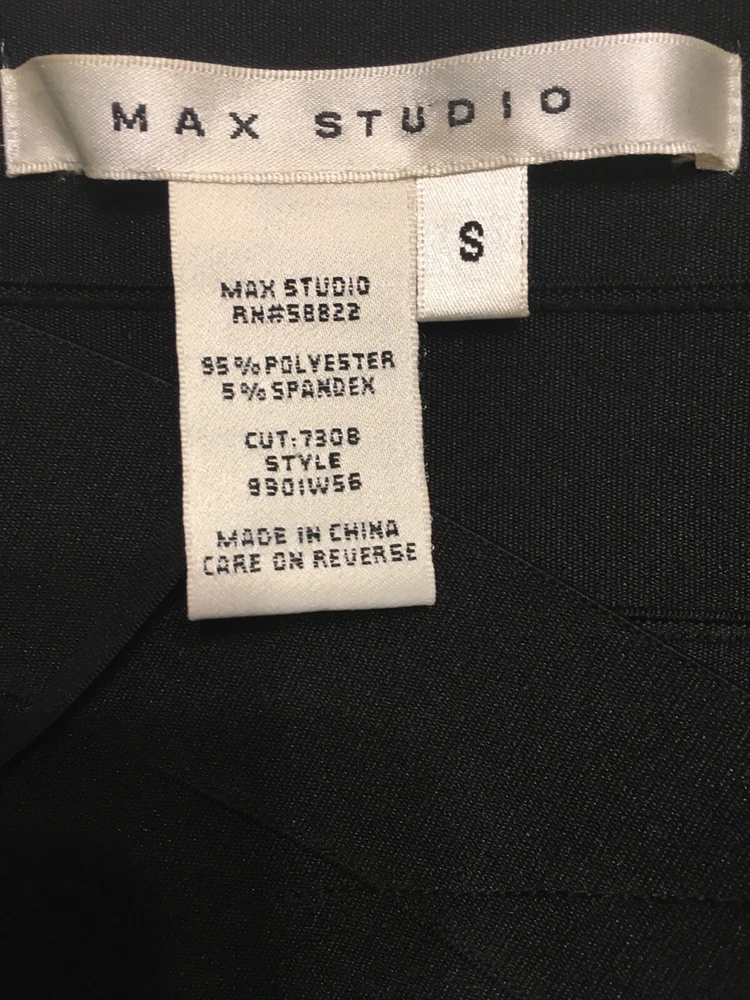 MAX STUDIO
S
MAX STUDIO
RN#58822
95% POLYESTER
5% SPANDEX
CUT: 7308
STYLE
9901W56
MADE IN CHINA
CARE ON REVERSE